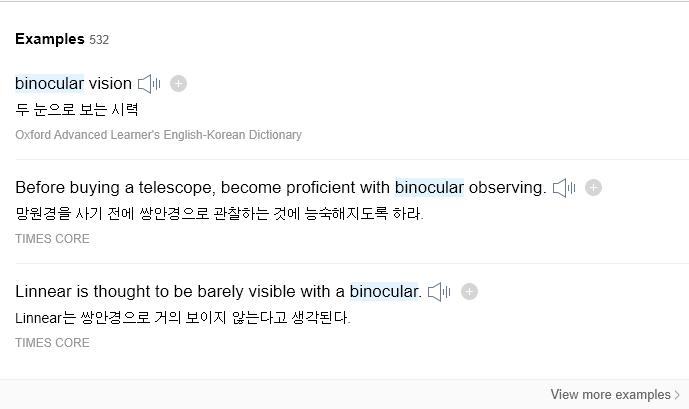 Examples 532
binocular vision
두 눈으로 보는 시력
Oxford Advanced Learner's English-Korean Dictionary
Before buying a telescope, become proficient with binocular observing.
망원경을 사기 전에 쌍안경으로 관찰하는 것에 능숙해지도록 하라.
TIMES CORE
Linnear is thought to be barely visible with a binocular.
Linnear는 쌍안경으로 거의 보이지 않는다고 생각된다.
TIMES CORE
View more examples